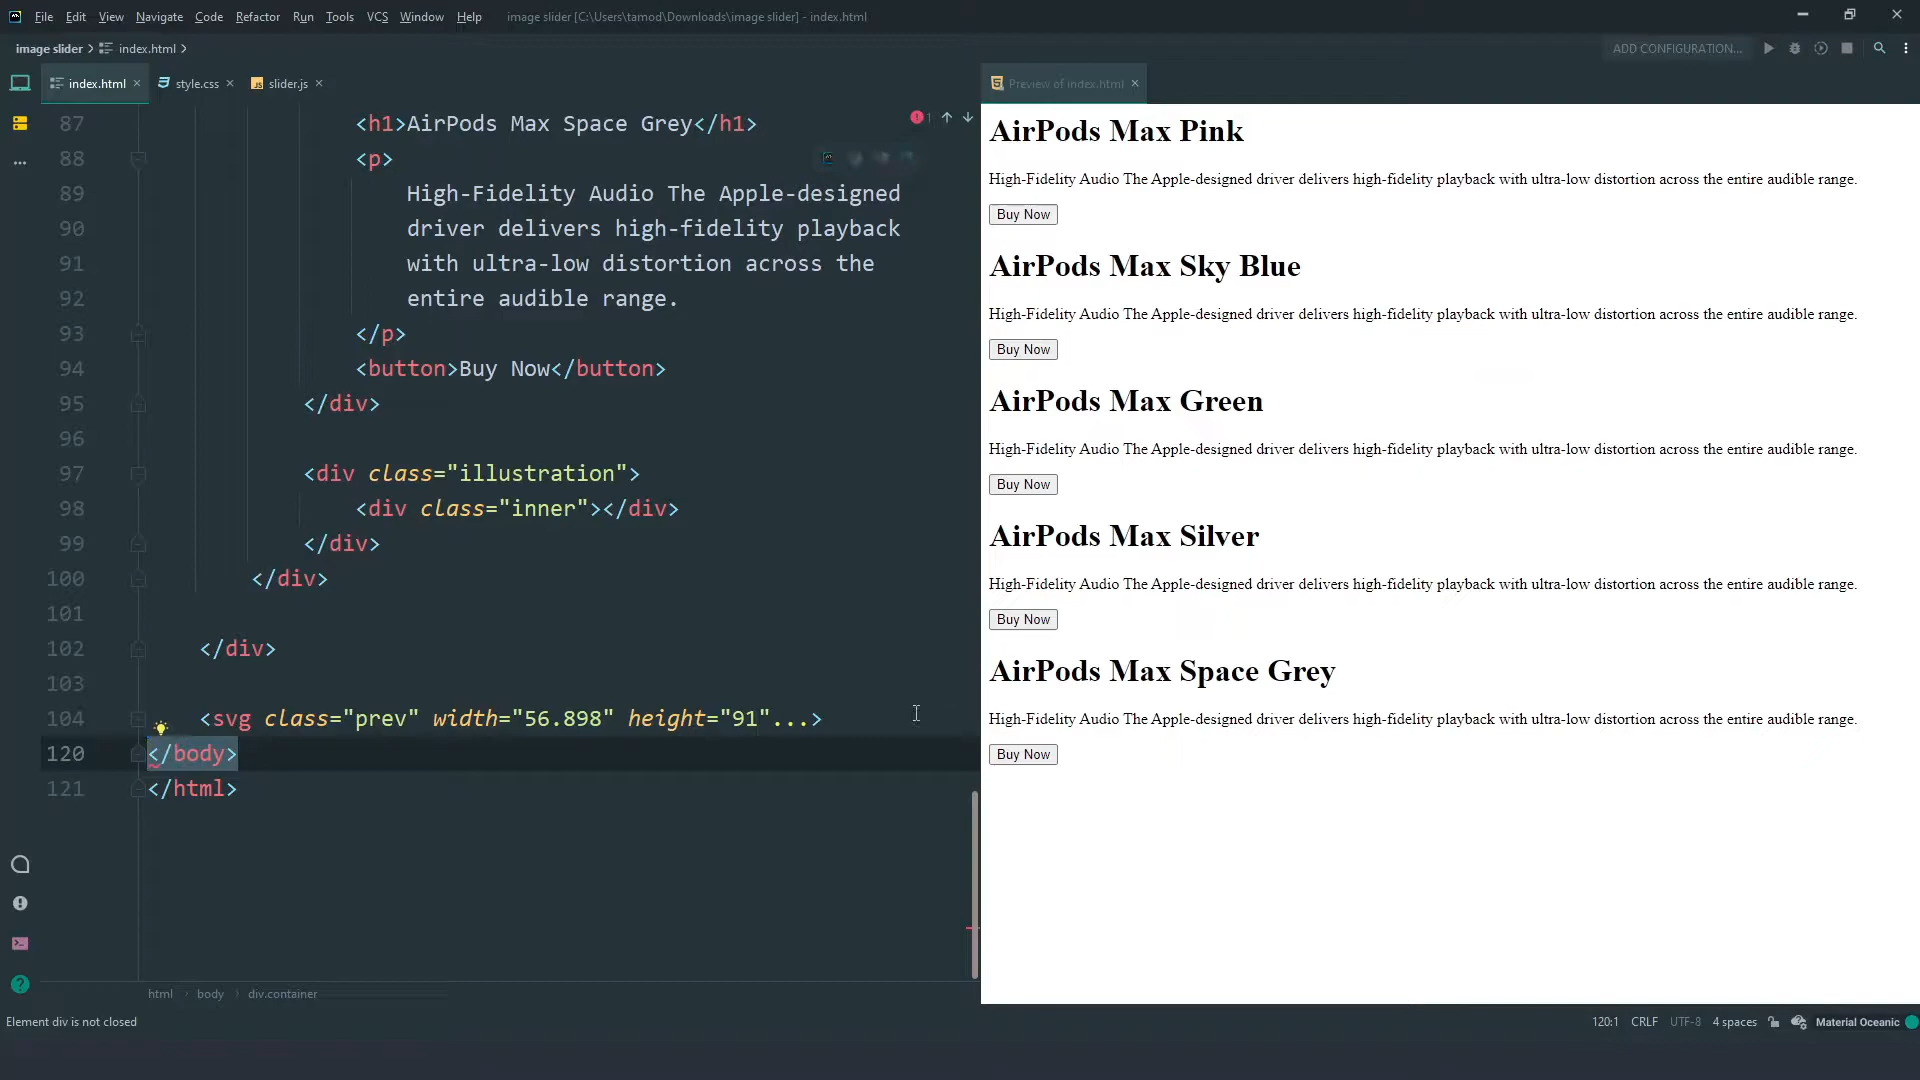 File Edit View Navigate Code Refactor Run Tools VCS Window Help image slider [C:\Users\tamod\Downloads\image slider] - index.html
image slider index.html ADD CONFIGURATION...
index.html style.css slider.js Preview of index.html
87 <h1>AirPods Max Space Grey</h1> 1
88 <p>
89 High-Fidelity Audio The Apple-designed
90 driver delivers high-fidelity playback
91 with ultra-low distortion across the
92 entire audible range.
93 </p>
94 <button>Buy Now</button>
95 </div>
96
97 <div class="illustration">
98 <div class="inner"></div>
99 </div>
100 </div>
101
102 </div>
103
104 <svg class="prev" width="56.898" height="91"...>
120 </body>
121 </html>
html body div.container
AirPods Max Pink
High-Fidelity Audio The Apple-designed driver delivers high-fidelity playback with ultra-low distortion across the entire audible range.
Buy Now
AirPods Max Sky Blue
High-Fidelity Audio The Apple-designed driver delivers high-fidelity playback with ultra-low distortion across the entire audible range.
Buy Now
AirPods Max Green
High-Fidelity Audio The Apple-designed driver delivers high-fidelity playback with ultra-low distortion across the entire audible range.
Buy Now
AirPods Max Silver
High-Fidelity Audio The Apple-designed driver delivers high-fidelity playback with ultra-low distortion across the entire audible range.
Buy Now
AirPods Max Space Grey
High-Fidelity Audio The Apple-designed driver delivers high-fidelity playback with ultra-low distortion across the entire audible range.
Buy Now
Element div is not closed 120:1 CRLF UTF-8 4 spaces Material Oceanic